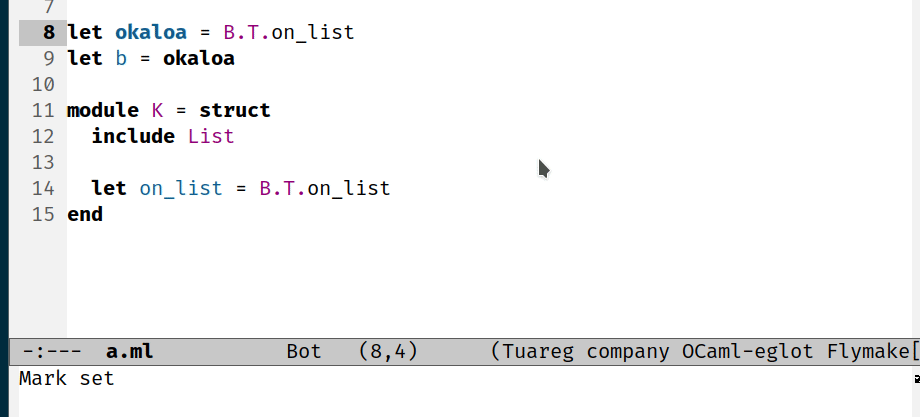 7
8 let okaloa = B.T.on_list
9 let b = okaloa
10
11 module K = struct
12   include List
13
14   let on_list = B.T.on_list
15 end
-:---  a.ml           Bot   (8,4)      (Tuareg company OCaml-eglot Flymake[
Mark set